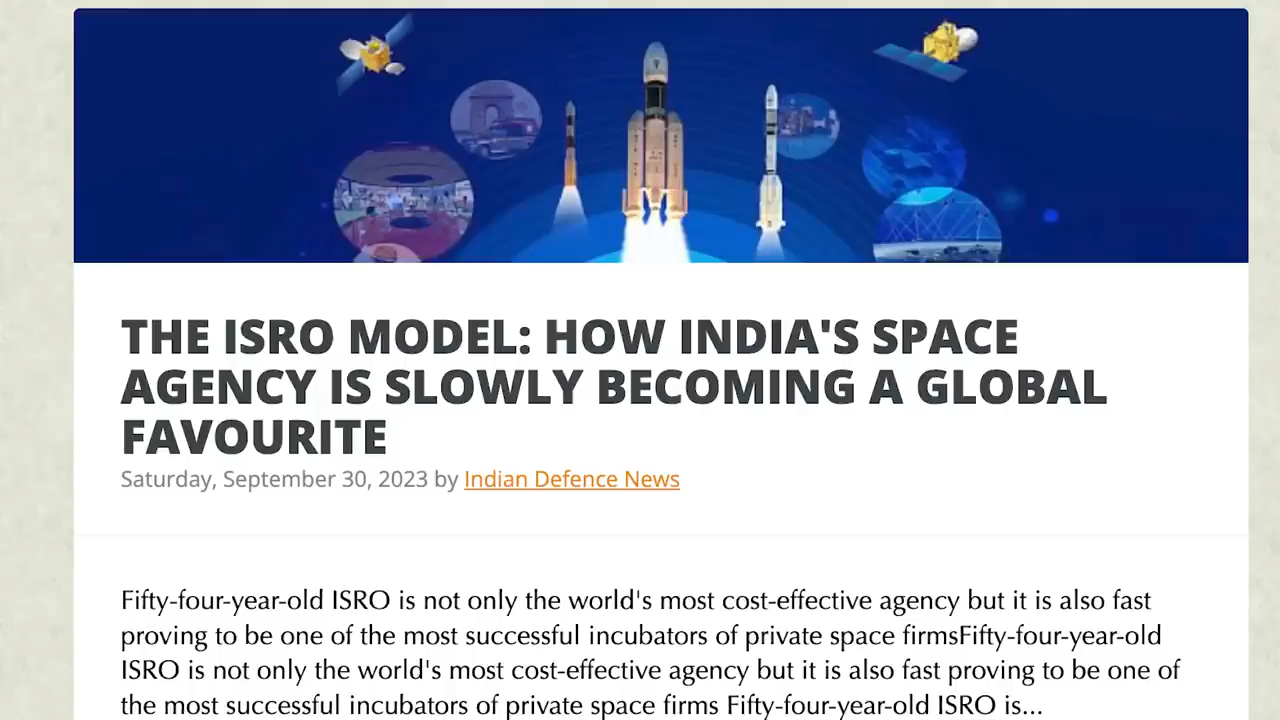 THE ISRO MODEL: HOW INDIA'S SPACE
AGENCY IS SLOWLY BECOMING A GLOBAL
FAVOURITE
Saturday, September 30, 2023 by Indian Defence News
Fifty-four-year-old ISRO is not only the world's most cost-effective agency but it is also fast
proving to be one of the most successful incubators of private space firmsFifty-four-year-old
ISRO is not only the world's most cost-effective agency but it is also fast proving to be one of
the most successful incubators of private space firms Fifty-four-year-old ISRO is...